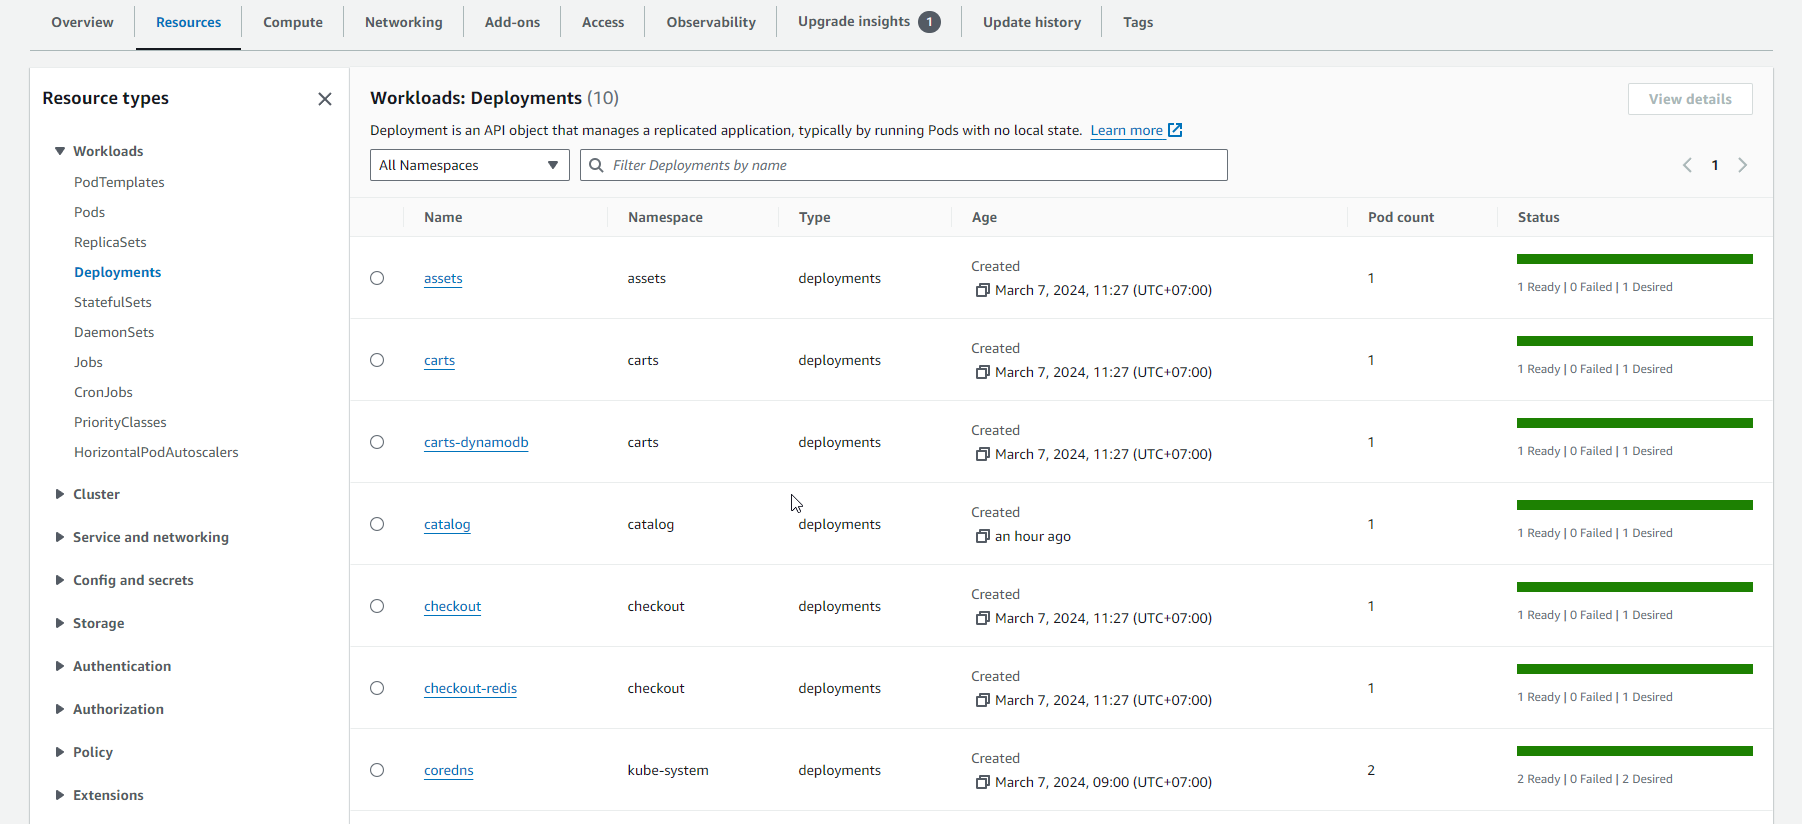 Overview Resources Compute Networking Add-ons Access Observability Upgrade insights 1 Update history Tags
Resource types
Workloads
PodTemplates
Pods
ReplicaSets
Deployments
StatefulSets
DaemonSets
Jobs
CronJobs
PriorityClasses
HorizontalPodAutoscalers
Cluster
Service and networking
Config and secrets
Storage
Authentication
Authorization
Policy
Extensions
Workloads: Deployments (10)
View details
Deployment is an API object that manages a replicated application, typically by running Pods with no local state. Learn more
All Namespaces
Filter Deployments by name
1
Name Namespace Type Age Pod count Status
assets assets deployments
Created
March 7, 2024, 11:27 (UTC+07:00)
1
1 Ready | 0 Failed | 1 Desired
carts carts deployments
Created
March 7, 2024, 11:27 (UTC+07:00)
1
1 Ready | 0 Failed | 1 Desired
carts-dynamodb carts deployments
Created
March 7, 2024, 11:27 (UTC+07:00)
1
1 Ready | 0 Failed | 1 Desired
catalog catalog deployments
Created
an hour ago
1
1 Ready | 0 Failed | 1 Desired
checkout checkout deployments
Created
March 7, 2024, 11:27 (UTC+07:00)
1
1 Ready | 0 Failed | 1 Desired
checkout-redis checkout deployments
Created
March 7, 2024, 11:27 (UTC+07:00)
1
1 Ready | 0 Failed | 1 Desired
coredns kube-system deployments
Created
March 7, 2024, 09:00 (UTC+07:00)
2
2 Ready | 0 Failed | 2 Desired